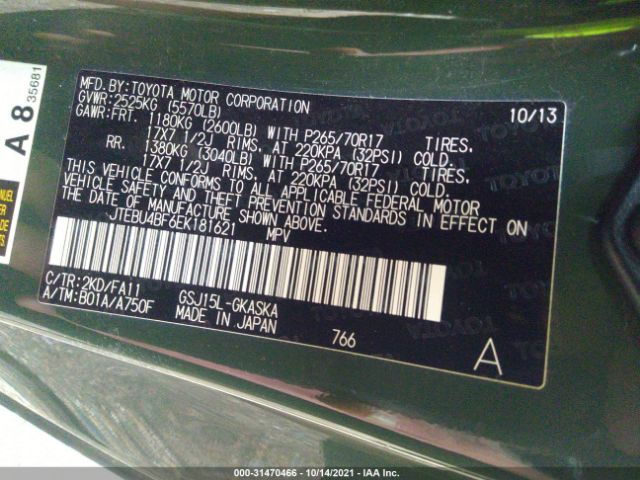 A 8 35681
MFD.BY:TOYOTA MOTOR CORPORATION 10/13
GVWR:2525KG (5570LB)
GAWR:FRT. 1180KG (2600LB) WITH P265/70R17 TIRES.
17X7 1/2J RIMS, AT 220KPA (32PSI) COLD.
RR. 1380KG (3040LB) WITH P265/70R17 TIRES.
17X7 1/2J RIMS, AT 220KPA (32PSI) COLD.
THIS VEHICLE CONFORMS TO ALL APPLICABLE FEDERAL MOTOR
VEHICLE SAFETY AND THEFT PREVENTION STANDARDS IN EFFECT ON
THE DATE OF MANUFACTURE SHOWN ABOVE.
JTEBU4BF6EK181621 MPV
C/TR:2KD/FA11 GSJ15L-GKASKA
A/TM:B01A/A750F MADE IN JAPAN
766
A
000-31470466 - 10/14/2021 - IAA Inc.